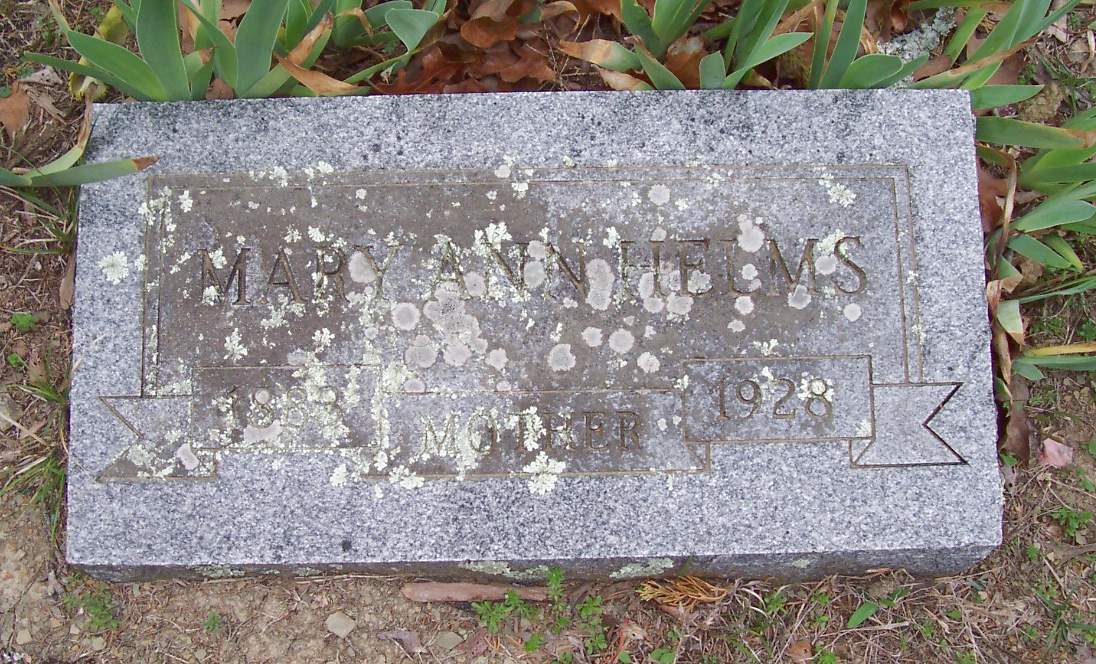 MARY ANN HELMS
1928
MOTHER